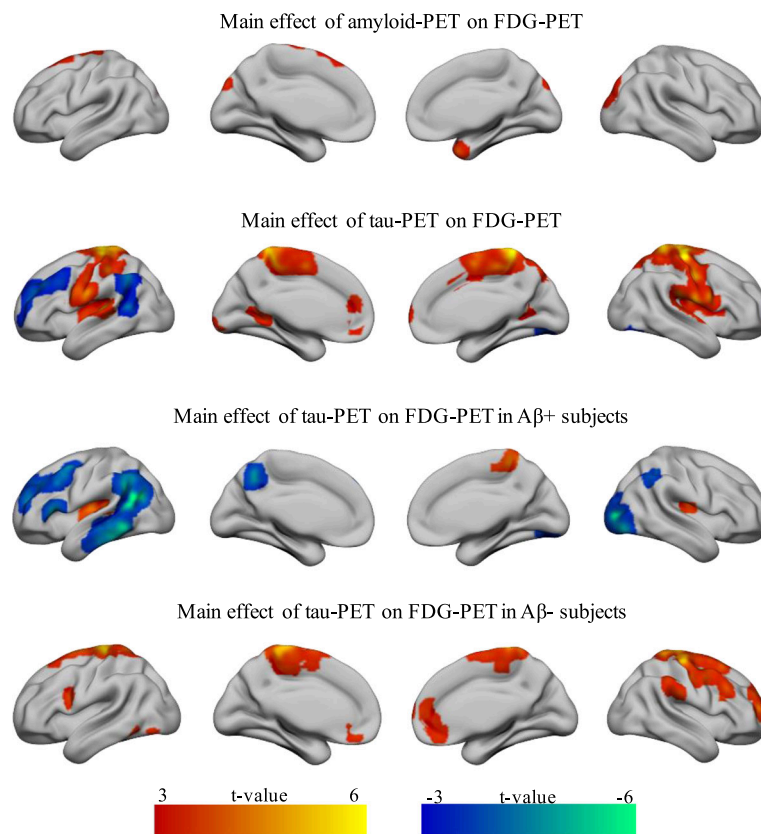 Main effect of amyloid-PET on FDG-PET
Main effect of tau-PET on FDG-PET
Main effect of tau-PET on FDG-PET in Aβ+ subjects
Main effect of tau-PET on FDG-PET in Aβ- subjects
3 t-value 6 -3 t-value -6